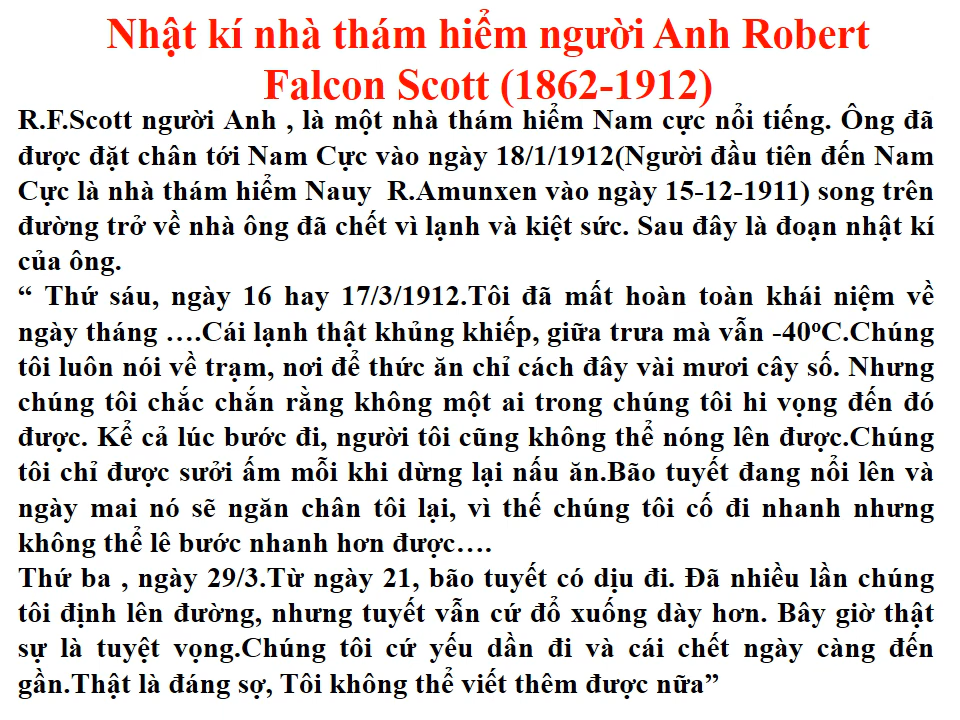 Nhật kí nhà thám hiểm người Anh Robert
Falcon Scott (1862-1912)
R.F.Scott người Anh , là một nhà thám hiểm Nam cực nổi tiếng. Ông đã
được đặt chân tới Nam Cực vào ngày 18/1/1912(Người đầu tiên đến Nam
Cực là nhà thám hiểm Nauy R.Amunxen vào ngày 15-12-1911) song trên
đường trở về nhà ông đã chết vì lạnh và kiệt sức. Sau đây là đoạn nhật kí
của ông.
“ Thứ sáu, ngày 16 hay 17/3/1912.Tôi đã mất hoàn toàn khái niệm về
ngày tháng ….Cái lạnh thật khủng khiếp, giữa trưa mà vẫn -40ºC.Chúng
tôi luôn nói về trạm, nơi để thức ăn chỉ cách đây vài mươi cây số. Nhưng
chúng tôi chắc chắn rằng không một ai trong chúng tôi hi vọng đến đó
được. Kể cả lúc bước đi, người tôi cũng không thể nóng lên được.Chúng
tôi chỉ được sưởi ấm mỗi khi dừng lại nấu ăn.Bão tuyết đang nổi lên và
ngày mai nó sẽ ngăn chân tôi lại, vì thế chúng tôi cố đi nhanh nhưng
không thể lê bước nhanh hơn được….
Thứ ba , ngày 29/3.Từ ngày 21, bão tuyết có dịu đi. Đã nhiều lần chúng
tôi định lên đường, nhưng tuyết vẫn cứ đổ xuống dày hơn. Bây giờ thật
sự là tuyệt vọng.Chúng tôi cứ yếu dần đi và cái chết ngày càng đến
gần.Thật là đáng sợ, Tôi không thể viết thêm được nữa”